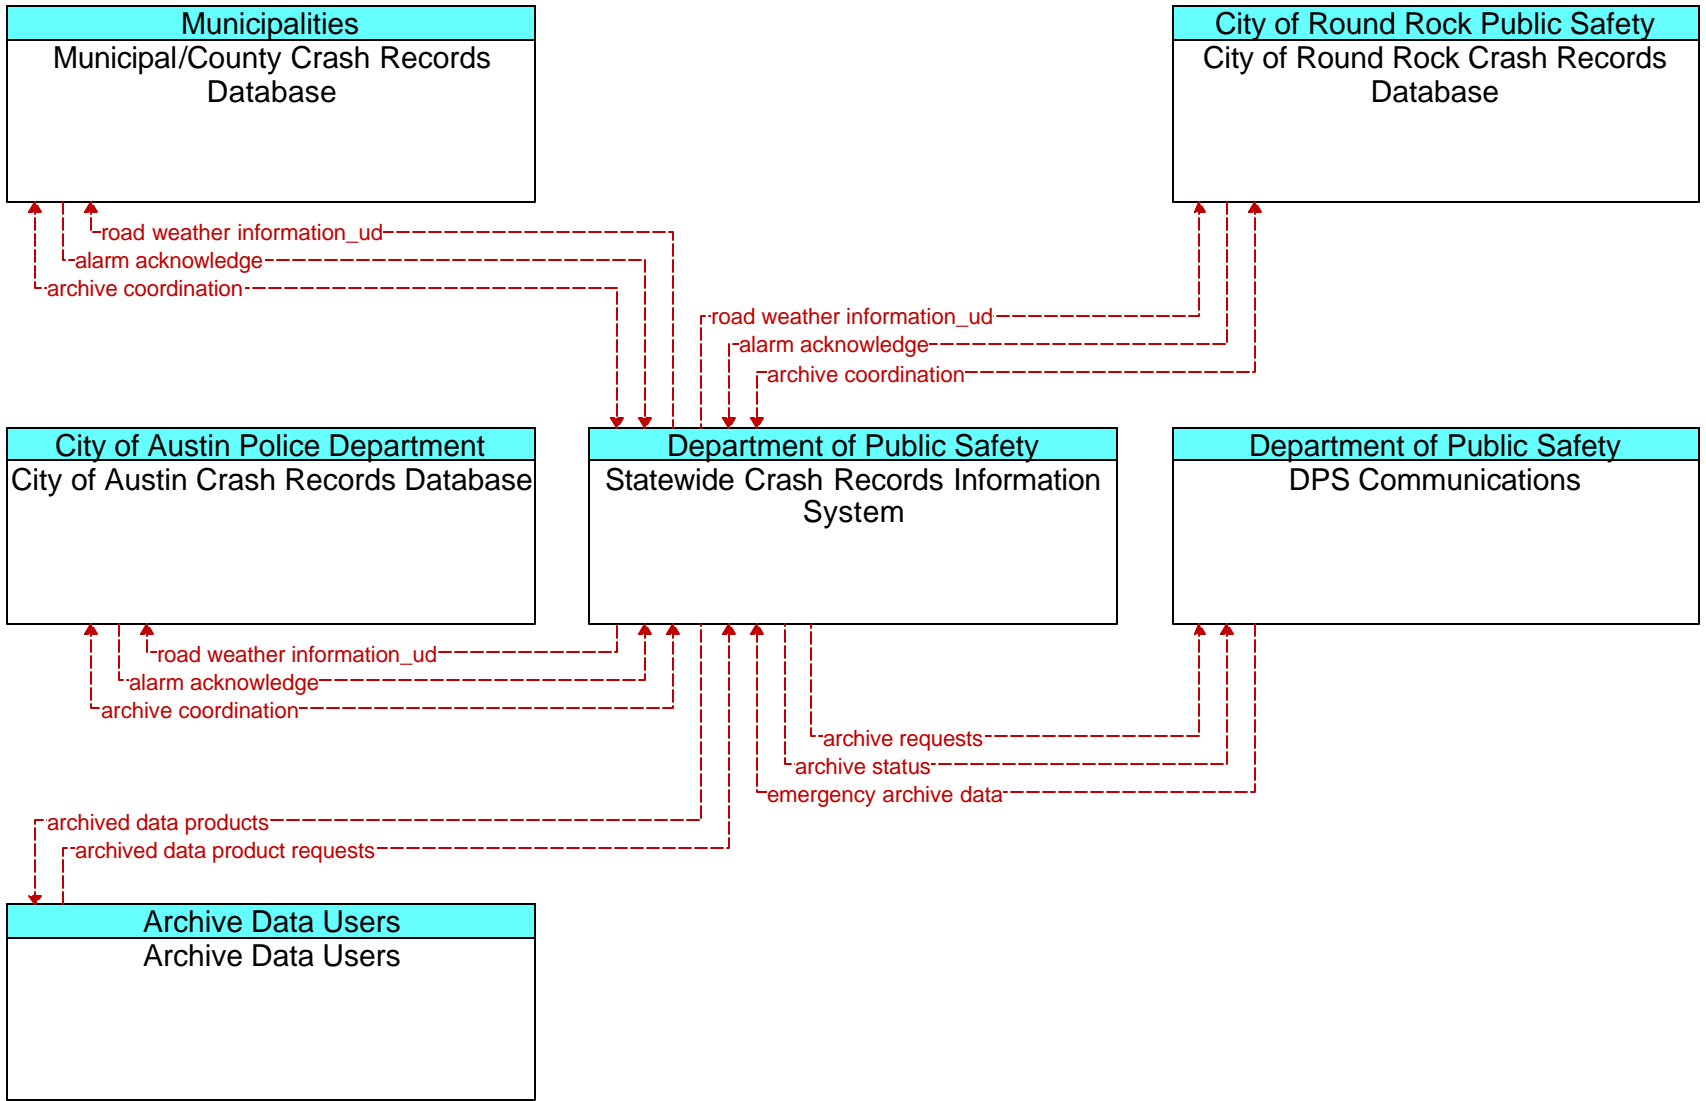 Municipalities
Municipal/County Crash Records
Database
City of Round Rock Public Safety
City of Round Rock Crash Records
Database
road weather information_ud
alarm acknowledge
archive coordination
road weather information_ud
alarm acknowledge
archive coordination
City of Austin Police Department
City of Austin Crash Records Database
Department of Public Safety
Statewide Crash Records Information
System
Department of Public Safety
DPS Communications
road weather information_ud
alarm acknowledge
archive coordination
archive requests
archive status
emergency archive data
archived data products
archived data product requests
Archive Data Users
Archive Data Users